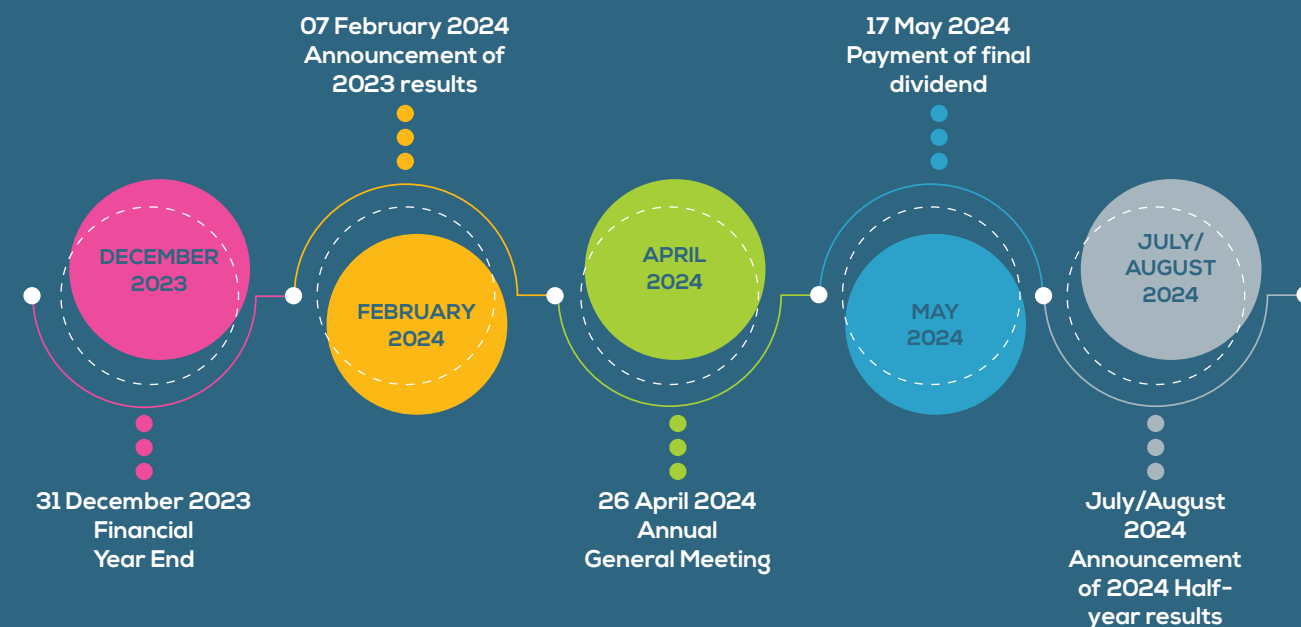 07 February 2024
Announcement of
2023 results
17 May 2024
Payment of final
dividend
DECEMBER
2023
FEBRUARY
2024
APRIL
2024
MAY
2024
JULY/
AUGUST
2024
31 December 2023
Financial
Year End
26 April 2024
Annual
General Meeting
July/August
2024
Announcement
of 2024 Half-
year results